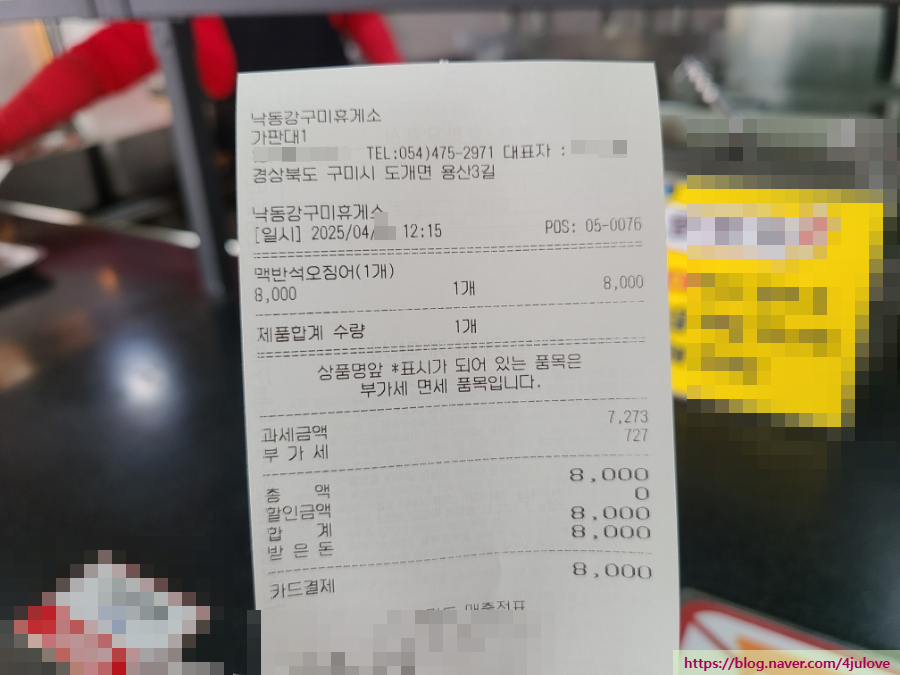 낙동강구미휴게소
가판대1
TEL:054)475-2971 대표자 :
경상북도 구미시 도개면 용산3길
낙동강구미휴게소
[일시] 2025/04/ 12:15 POS: 05-0076
맥반석오징어(1개)
8,000 1개 8,000
제품합계 수량 1개
상품명앞 *표시가 되어 있는 품목은
부가세 면세 품목입니다.
과세금액 7,273
부 가 세 727
총 액 8,000
할인금액 0
합 계 8,000
받 은 돈 8,000
카드결제 8,000
매출전표
https://blog.naver.com/4julove